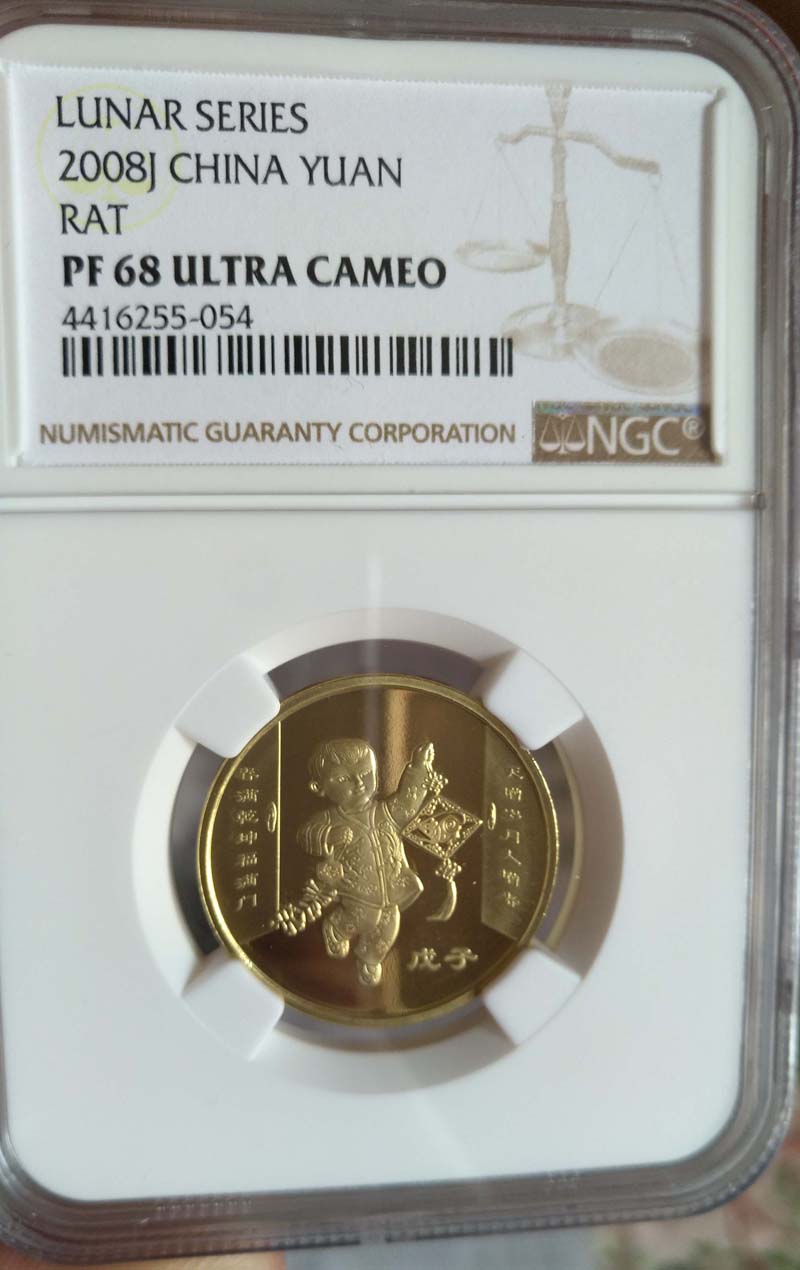 LUNAR SERIES
2008J CHINA YUAN
RAT
PF 68 ULTRA CAMEO
4416255-054
NUMISMATIC GUARANTY CORPORATION
NGC®
戊子